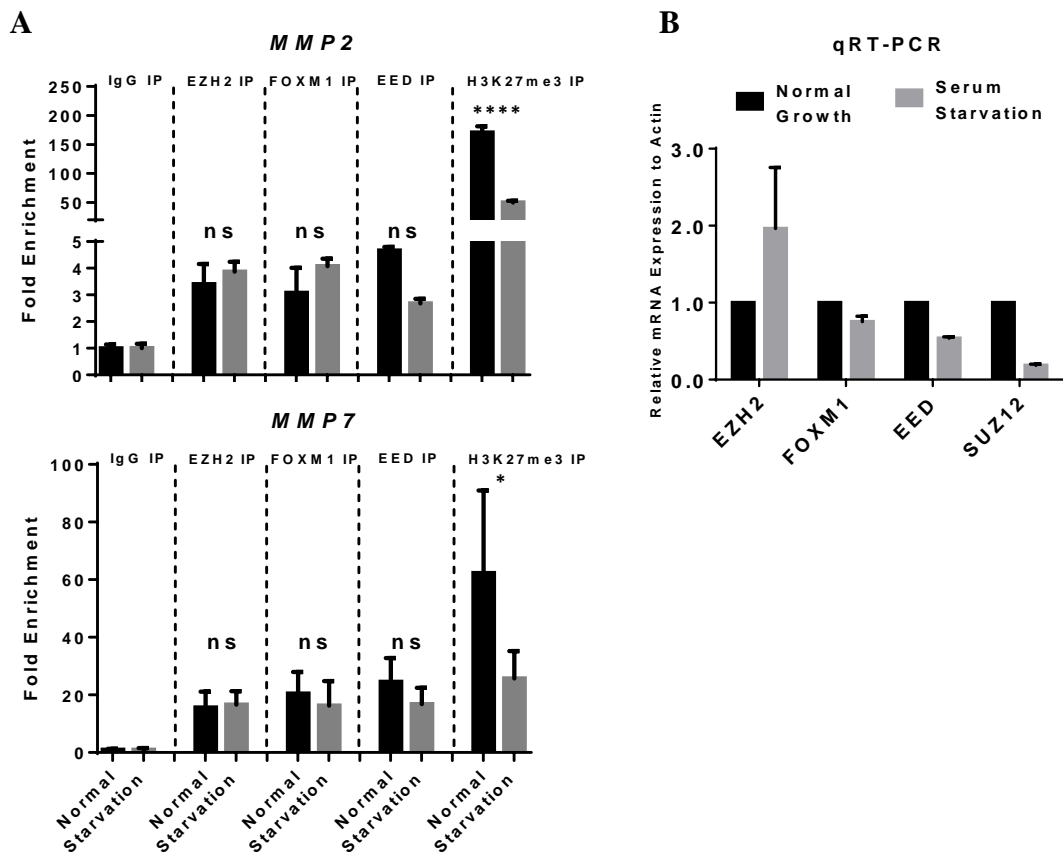 A
MMP2
IgG IP
EZH2 IP
FOXM1 IP
EED IP
H3K27me3 IP
Fold Enrichment
250
200
150
100
50
5
4
3
2
1
0
ns
ns
****
MMP7
IgG IP
EZH2 IP
FOXM1 IP
EED IP
H3K27me3 IP
Fold Enrichment
100
80
60
40
20
0
ns
ns
ns
*
Normal
Starvation
Normal
Starvation
Normal
Starvation
Normal
Starvation
Normal
Starvation
B
qRT-PCR
Normal
Growth
Serum
Starvation
Relative mRNA Expression to Actin
3.0
2.0
1.0
0.0
EZH2
FOXM1
EED
SUZ12